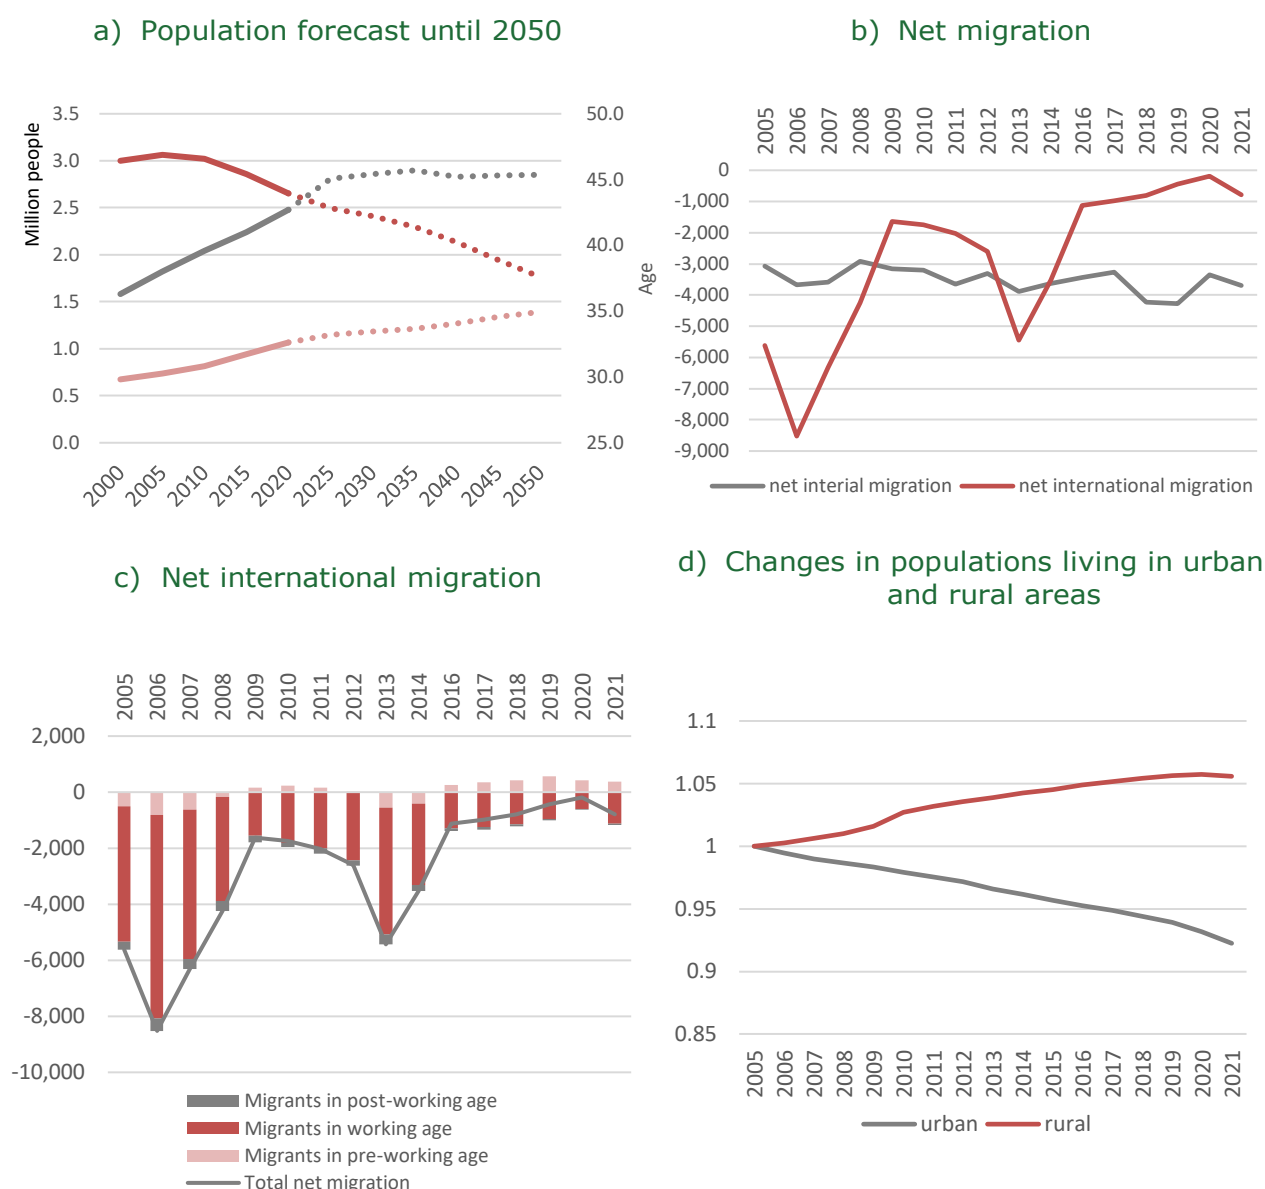 a) Population forecast until 2050
Million people
3.5
3.0
2.5
2.0
1.5
1.0
0.5
0.0
50.0
45.0
40.0
35.0
30.0
25.0
Age
2000 2005 2010 2015 2020 2025 2030 2035 2040 2045 2050
b) Net migration
2005 2006 2007 2008 2009 2010 2011 2012 2013 2014 2016 2017 2018 2019 2020 2021
0
-1,000
-2,000
-3,000
-4,000
-5,000
-6,000
-7,000
-8,000
-9,000
net interial migration net international migration
c) Net international migration
2005 2006 2007 2008 2009 2010 2011 2012 2013 2014 2016 2017 2018 2019 2020 2021
2,000
0
-2,000
-4,000
-6,000
-8,000
-10,000
Migrants in post-working age
Migrants in working age
Migrants in pre-working age
Total net migration
d) Changes in populations living in urban
and rural areas
1.1
1.05
1
0.95
0.9
0.85
2005 2006 2007 2008 2009 2010 2011 2012 2013 2014 2015 2016 2017 2018 2019 2020 2021
urban rural